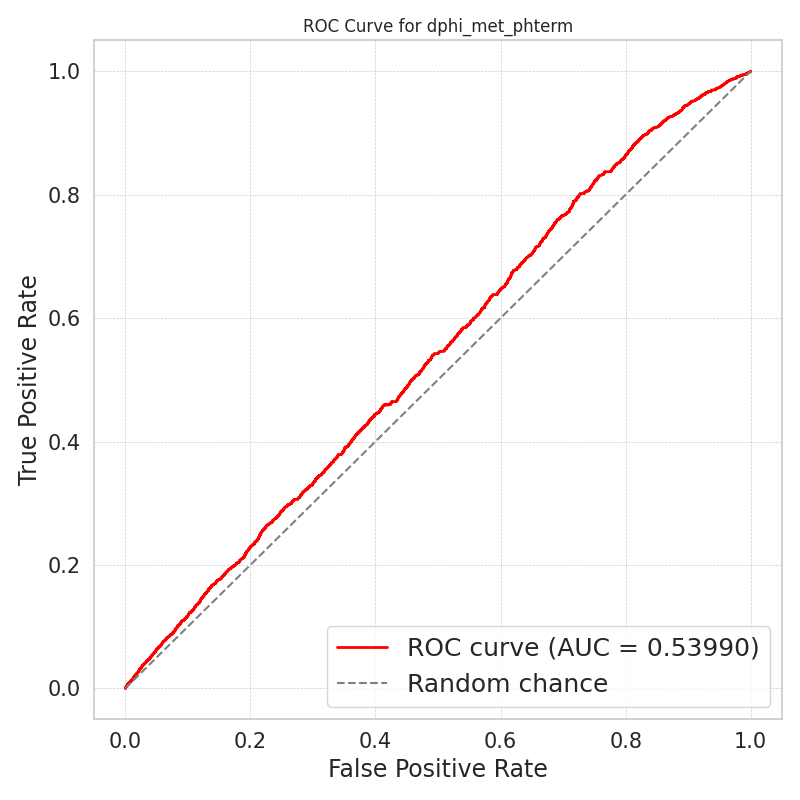 ROC Curve for dphi_met_phterm
1.0
0.8
0.6
0.4
0.2
0.0
True Positive Rate
ROC curve (AUC = 0.53990)
Random chance
0.0 0.2 0.4 0.6 0.8 1.0
False Positive Rate